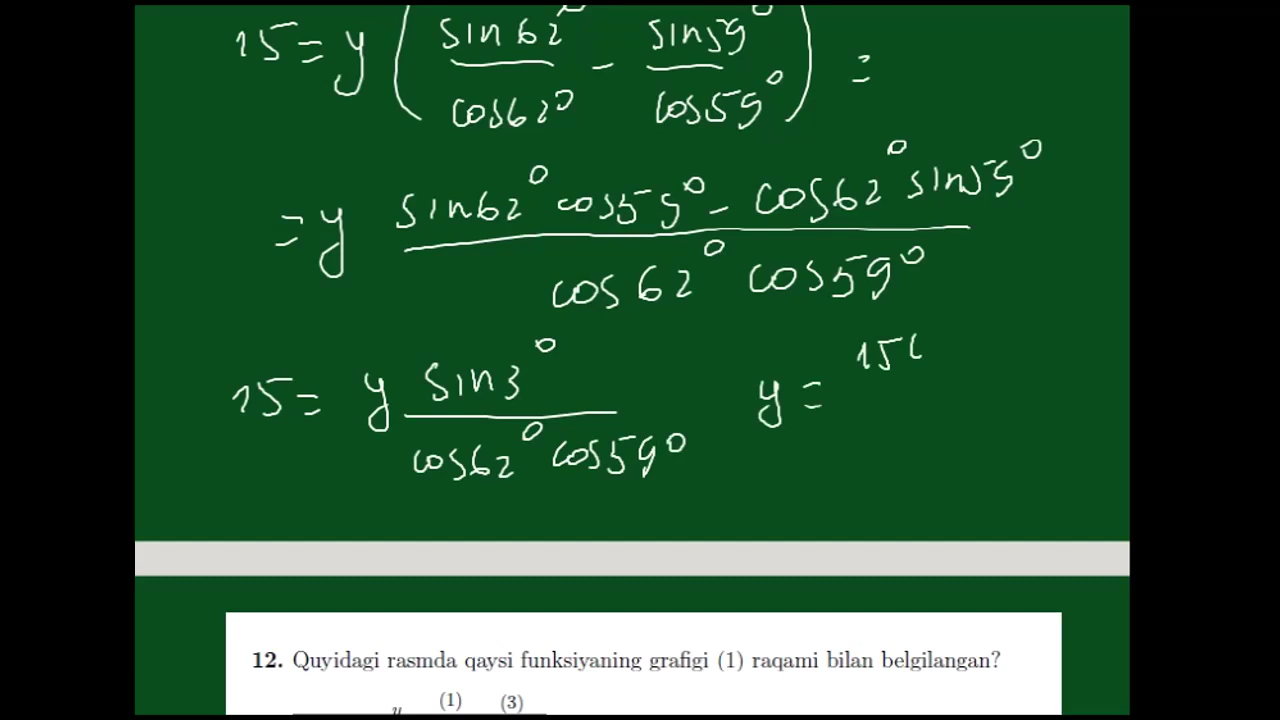 15 = y ( sin62° / cos62° - sin59° / cos59° ) =
= y (sin62° cos59° - cos62° sin59°) / (cos62° cos59°)
15 = y sin3° / (cos62° cos59°)
y = 15 (
12. Quyidagi rasmda qaysi funksiyaning grafigi (1) raqami bilan belgilangan?
y (1) (3)